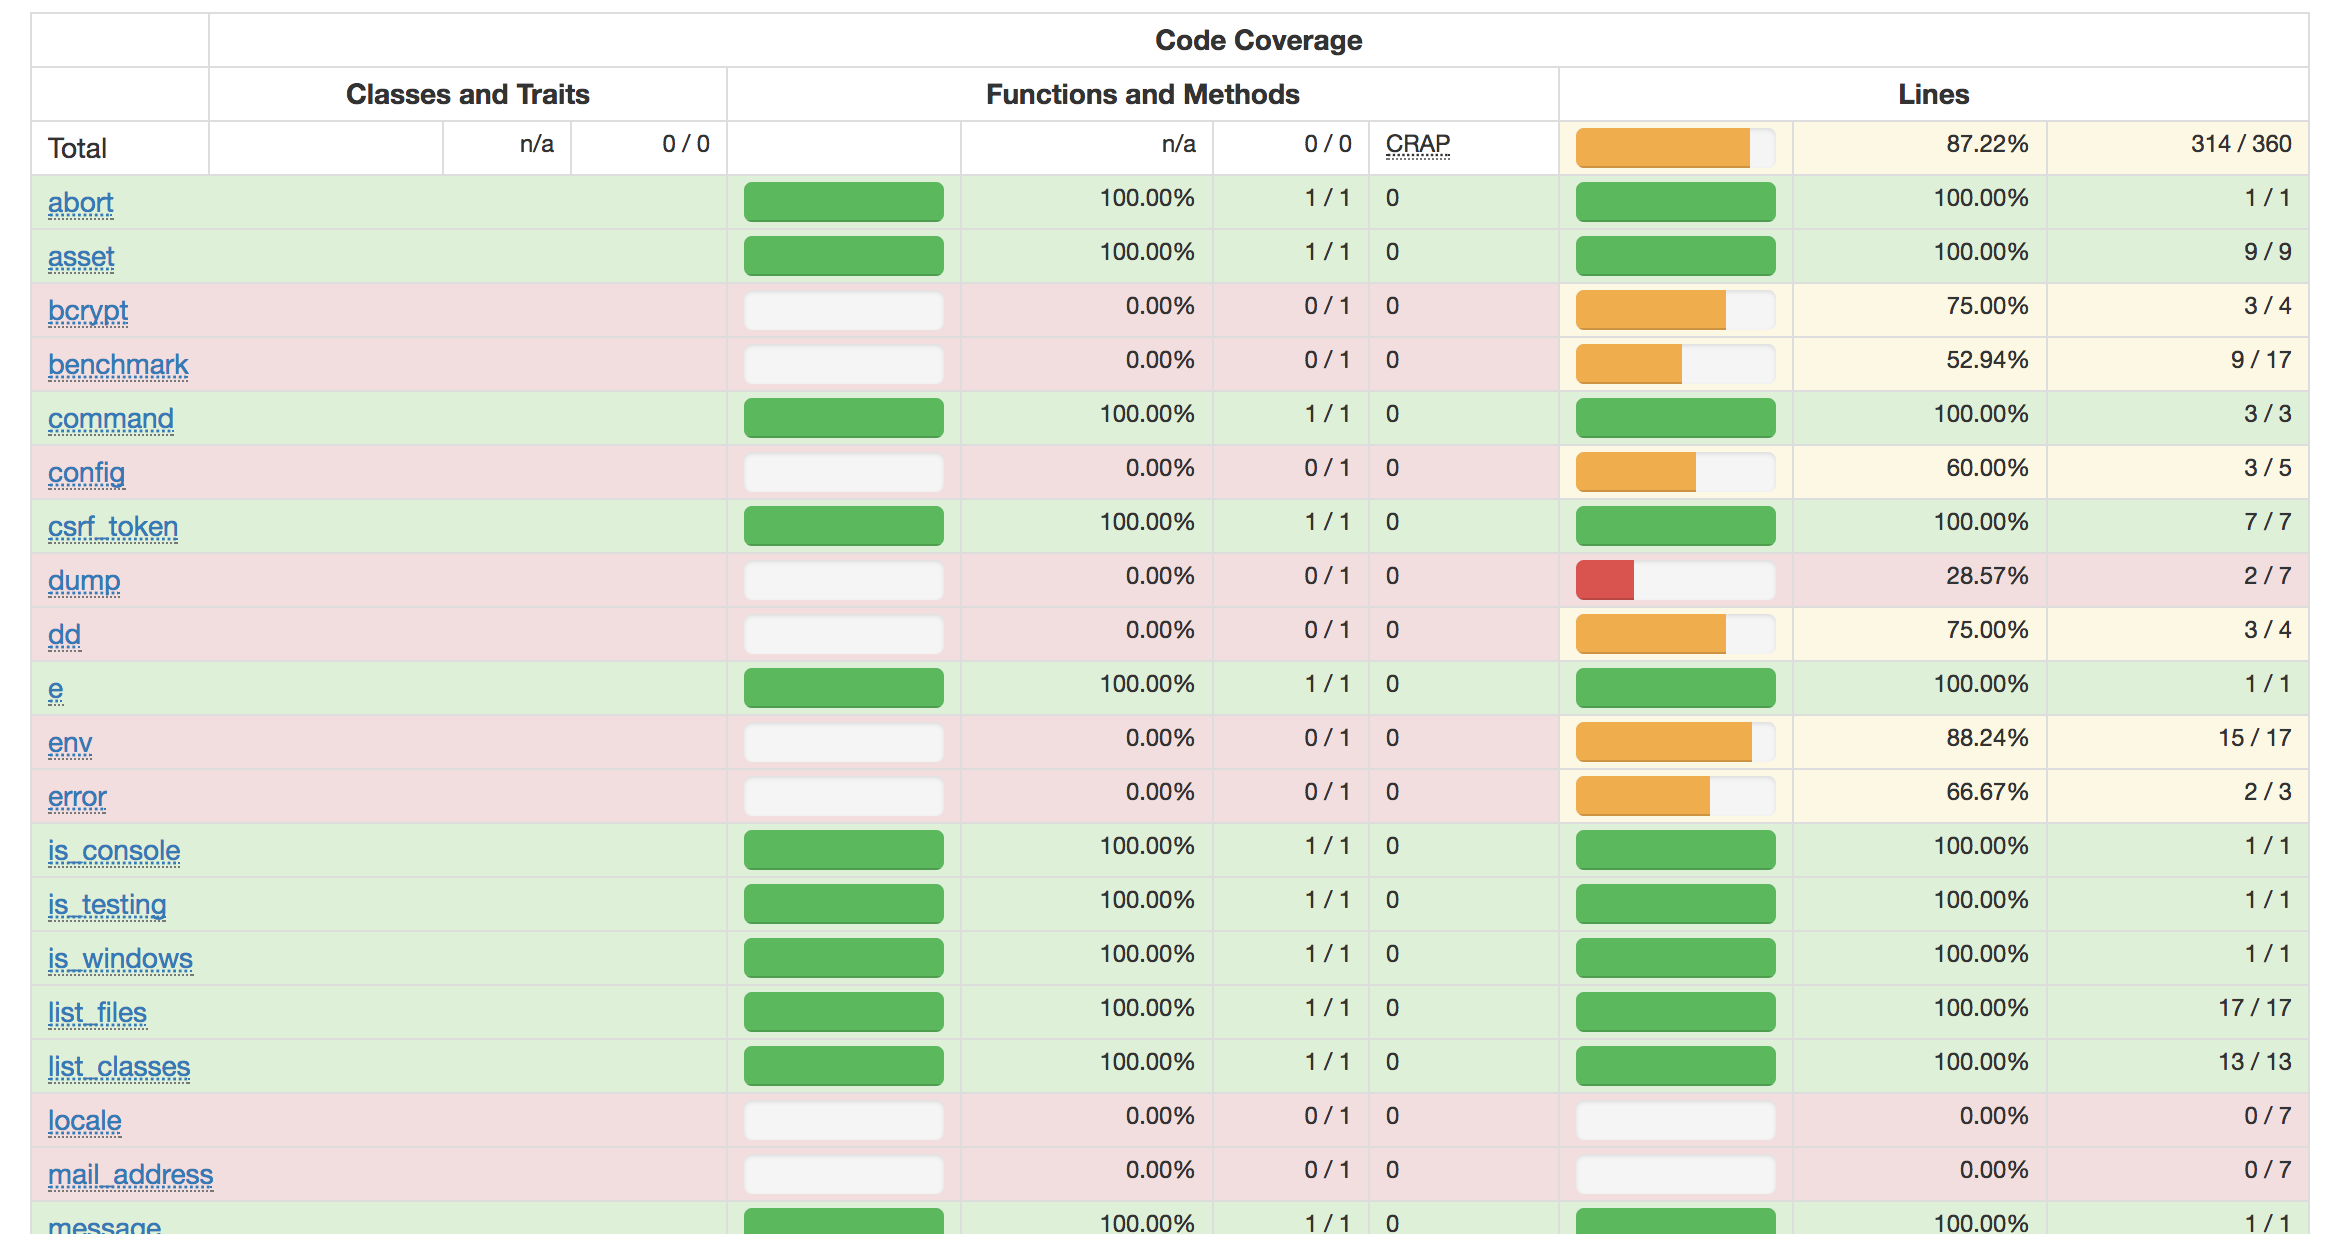 Code Coverage
Classes and Traits Functions and Methods Lines
Total n/a 0 / 0 n/a 0 / 0 CRAP 87.22% 314 / 360
abort 100.00% 1 / 1 0 100.00% 1 / 1
asset 100.00% 1 / 1 0 100.00% 9 / 9
bcrypt 0.00% 0 / 1 0 75.00% 3 / 4
benchmark 0.00% 0 / 1 0 52.94% 9 / 17
command 100.00% 1 / 1 0 100.00% 3 / 3
config 0.00% 0 / 1 0 60.00% 3 / 5
csrf_token 100.00% 1 / 1 0 100.00% 7 / 7
dump 0.00% 0 / 1 0 28.57% 2 / 7
dd 0.00% 0 / 1 0 75.00% 3 / 4
e 100.00% 1 / 1 0 100.00% 1 / 1
env 0.00% 0 / 1 0 88.24% 15 / 17
error 0.00% 0 / 1 0 66.67% 2 / 3
is_console 100.00% 1 / 1 0 100.00% 1 / 1
is_testing 100.00% 1 / 1 0 100.00% 1 / 1
is_windows 100.00% 1 / 1 0 100.00% 1 / 1
list_files 100.00% 1 / 1 0 100.00% 17 / 17
list_classes 100.00% 1 / 1 0 100.00% 13 / 13
locale 0.00% 0 / 1 0 0.00% 0 / 7
mail_address 0.00% 0 / 1 0 0.00% 0 / 7
message 100.00% 1 / 1 0 100.00% 1 / 1